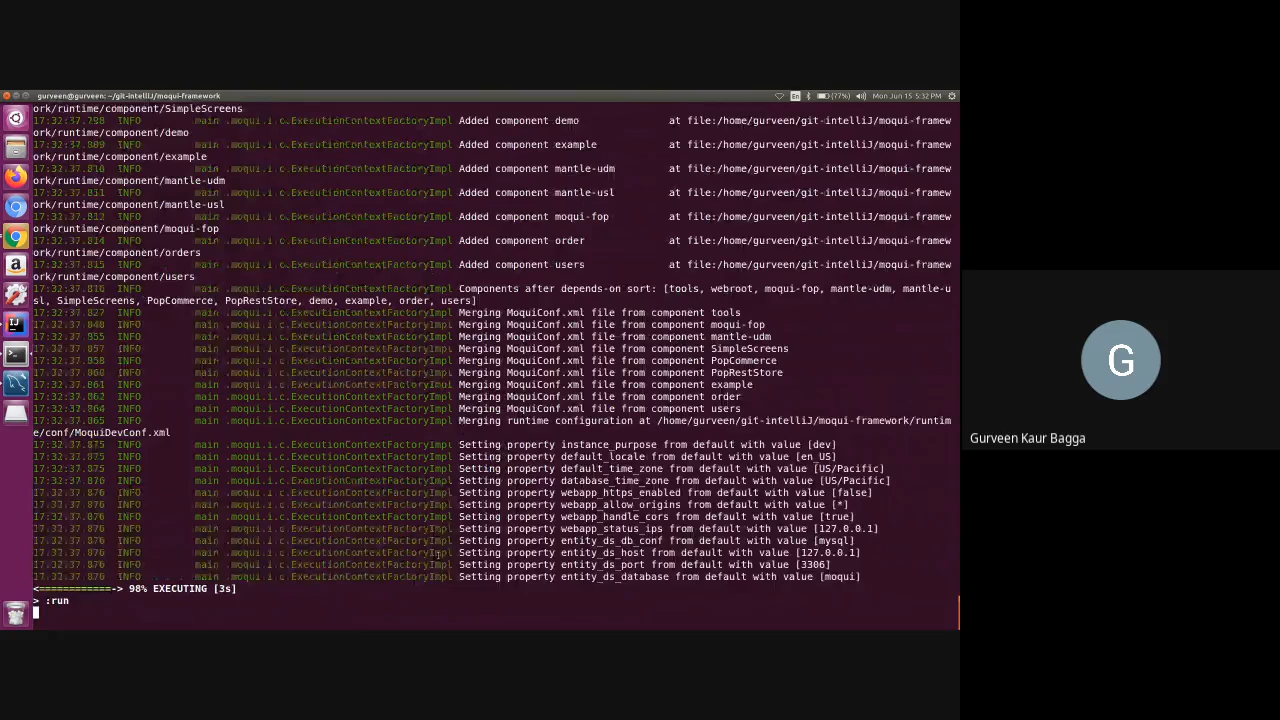 gurveen@gurveen: ~/git-intelliJ/moqui-framework En (77%) Mon Jun 15 5:32 PM
ork/runtime/component/SimpleScreens
17:32:37.798 INFO main .moqui.i.c.ExecutionContextFactoryImpl Added component demo at file:/home/gurveen/git-intelliJ/moqui-framew
ork/runtime/component/demo
17:32:37.809 INFO main .moqui.i.c.ExecutionContextFactoryImpl Added component example at file:/home/gurveen/git-intelliJ/moqui-framew
ork/runtime/component/example
17:32:37.810 INFO main .moqui.i.c.ExecutionContextFactoryImpl Added component mantle-udm at file:/home/gurveen/git-intelliJ/moqui-framew
ork/runtime/component/mantle-udm
17:32:37.811 INFO main .moqui.i.c.ExecutionContextFactoryImpl Added component mantle-usl at file:/home/gurveen/git-intelliJ/moqui-framew
ork/runtime/component/mantle-usl
17:32:37.812 INFO main .moqui.i.c.ExecutionContextFactoryImpl Added component moqui-fop at file:/home/gurveen/git-intelliJ/moqui-framew
ork/runtime/component/moqui-fop
17:32:37.814 INFO main .moqui.i.c.ExecutionContextFactoryImpl Added component order at file:/home/gurveen/git-intelliJ/moqui-framew
ork/runtime/component/orders
17:32:37.815 INFO main .moqui.i.c.ExecutionContextFactoryImpl Added component users at file:/home/gurveen/git-intelliJ/moqui-framew
ork/runtime/component/users
17:32:37.816 INFO main .moqui.i.c.ExecutionContextFactoryImpl Components after depends-on sort: [tools, webroot, moqui-fop, mantle-udm, mantle-u
sl, SimpleScreens, PopCommerce, PopRestStore, demo, example, order, users]
17:32:37.827 INFO main .moqui.i.c.ExecutionContextFactoryImpl Merging MoquiConf.xml file from component tools
17:32:37.848 INFO main .moqui.i.c.ExecutionContextFactoryImpl Merging MoquiConf.xml file from component moqui-fop
17:32:37.855 INFO main .moqui.i.c.ExecutionContextFactoryImpl Merging MoquiConf.xml file from component mantle-udm
17:32:37.857 INFO main .moqui.i.c.ExecutionContextFactoryImpl Merging MoquiConf.xml file from component SimpleScreens
17:32:37.858 INFO main .moqui.i.c.ExecutionContextFactoryImpl Merging MoquiConf.xml file from component PopCommerce
17:32:37.860 INFO main .moqui.i.c.ExecutionContextFactoryImpl Merging MoquiConf.xml file from component PopRestStore
17:32:37.861 INFO main .moqui.i.c.ExecutionContextFactoryImpl Merging MoquiConf.xml file from component example
17:32:37.862 INFO main .moqui.i.c.ExecutionContextFactoryImpl Merging MoquiConf.xml file from component order
17:32:37.864 INFO main .moqui.i.c.ExecutionContextFactoryImpl Merging MoquiConf.xml file from component users
17:32:37.865 INFO main .moqui.i.c.ExecutionContextFactoryImpl Merging runtime configuration at /home/gurveen/git-intelliJ/moqui-framework/runtim
e/conf/MoquiDevConf.xml
17:32:37.875 INFO main .moqui.i.c.ExecutionContextFactoryImpl Setting property instance_purpose from default with value [dev]
17:32:37.875 INFO main .moqui.i.c.ExecutionContextFactoryImpl Setting property default_locale from default with value [en_US]
17:32:37.875 INFO main .moqui.i.c.ExecutionContextFactoryImpl Setting property default_time_zone from default with value [US/Pacific]
17:32:37.875 INFO main .moqui.i.c.ExecutionContextFactoryImpl Setting property database_time_zone from default with value [US/Pacific]
17:32:37.876 INFO main .moqui.i.c.ExecutionContextFactoryImpl Setting property webapp_https_enabled from default with value [false]
17:32:37.876 INFO main .moqui.i.c.ExecutionContextFactoryImpl Setting property webapp_allow_origins from default with value [*]
17:32:37.876 INFO main .moqui.i.c.ExecutionContextFactoryImpl Setting property webapp_handle_cors from default with value [true]
17:32:37.876 INFO main .moqui.i.c.ExecutionContextFactoryImpl Setting property webapp_status_ips from default with value [127.0.0.1]
17:32:37.876 INFO main .moqui.i.c.ExecutionContextFactoryImpl Setting property entity_ds_db_conf from default with value [mysql]
17:32:37.876 INFO main .moqui.i.c.ExecutionContextFactoryImpl Setting property entity_ds_host from default with value [127.0.0.1]
17:32:37.876 INFO main .moqui.i.c.ExecutionContextFactoryImpl Setting property entity_ds_port from default with value [3306]
17:32:37.876 INFO main .moqui.i.c.ExecutionContextFactoryImpl Setting property entity_ds_database from default with value [moqui]
<============-> 98% EXECUTING [3s]
> :run
G
Gurveen Kaur Bagga